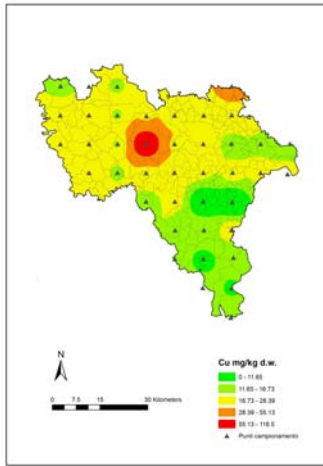 N
0 7.5 15 30 Kilometers
Cu mg/kg d.w.
0 - 11.65
11.65 - 16.73
16.73 - 28.39
28.39 - 55.13
55.13 - 118.5
Punti campionamento